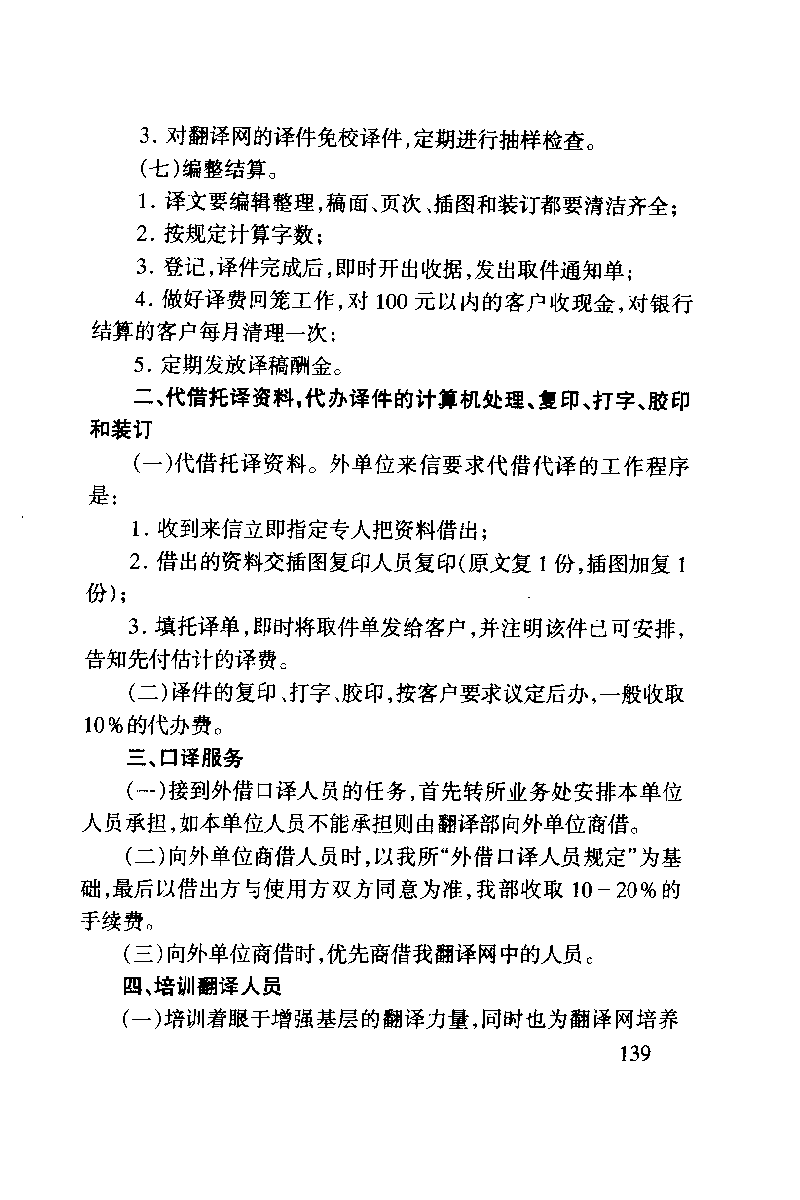 3. 对翻译网的译件免校译件,定期进行抽样检查。
(七)编整结算。
1. 译文要编辑整理,稿面、页次、插图和装订都要清洁齐全;
2. 按规定计算字数;
3. 登记,译件完成后,即时开出收据,发出取件通知单;
4. 做好译费回笼工作,对 100 元以内的客户收现金,对银行
结算的客户每月清理一次;
5. 定期发放译稿酬金。
二、代借托译资料,代办译件的计算机处理、复印、打字、胶印
和装订
(一)代借托译资料。外单位来信要求代借代译的工作程序
是:
1. 收到来信立即指定专人把资料借出;
2. 借出的资料交插图复印人员复印(原文复 1 份,插图加复 1
份);
3. 填托译单,即时将取件单发给客户,并注明该件已可安排,
告知先付估计的译费。
(二)译件的复印、打字、胶印,按客户要求议定后办,一般收取
10%的代办费。
三、口译服务
(一)接到外借口译人员的任务,首先转所业务处安排本单位
人员承担,如本单位人员不能承担则由翻译部向外单位商借。
(二)向外单位商借人员时,以我所“外借口译人员规定”为基
础,最后以借出方与使用方双方同意为准,我部收取 10-20%的
手续费。
(三)向外单位商借时,优先商借我翻译网中的人员。
四、培训翻译人员
(一)培训着眼于增强基层的翻译力量,同时也为翻译网培养
139